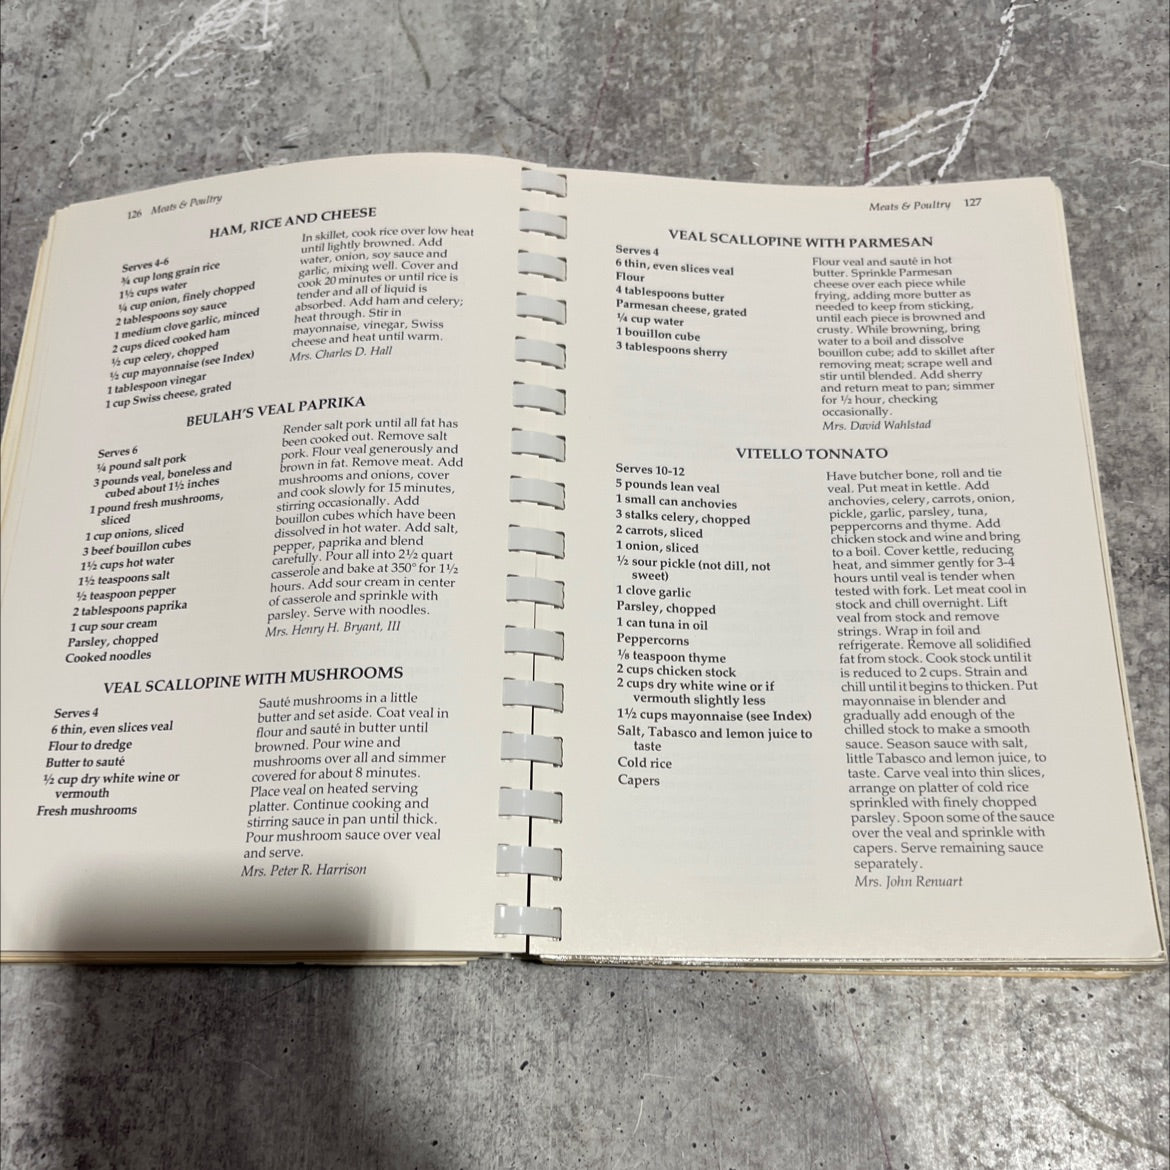 126 Meats & Poultry
HAM, RICE AND CHEESE
Serves 4-6
¾ cup long grain rice
1½ cups water
¼ cup onion, finely chopped
2 tablespoons soy sauce
1 medium clove garlic, minced
2 cups diced cooked ham
½ cup celery, chopped
½ cup mayonnaise (see Index)
1 tablespoon vinegar
1 cup Swiss cheese, grated
In skillet, cook rice over low heat
until lightly browned. Add
water, onion, soy sauce and
garlic, mixing well. Cover and
cook 20 minutes or until rice is
tender and all of liquid is
absorbed. Add ham and celery;
heat through. Stir in
mayonnaise, vinegar, Swiss
cheese and heat until warm.
Mrs. Charles D. Hall
BEULAH'S VEAL PAPRIKA
Serves 6
¼ pound salt pork
3 pounds veal, boneless and
cubed about 1½ inches
1 pound fresh mushrooms,
sliced
1 cup onions, sliced
3 beef bouillon cubes
1½ cups hot water
1½ teaspoons salt
½ teaspoon pepper
2 tablespoons paprika
1 cup sour cream
Parsley, chopped
Cooked noodles
Render salt pork until all fat has
been cooked out. Remove salt
pork. Flour veal generously and
brown in fat. Remove meat. Add
mushrooms and onions, cover
and cook slowly for 15 minutes,
stirring occasionally. Add
bouillon cubes which have been
dissolved in hot water. Add salt,
pepper, paprika and blend
carefully. Pour all into 2½ quart
casserole and bake at 350° for 1½
hours. Add sour cream in center
of casserole and sprinkle with
parsley. Serve with noodles.
Mrs. Henry H. Bryant, III
VEAL SCALLOPINE WITH MUSHROOMS
Serves 4
6 thin, even slices veal
Flour to dredge
Butter to sauté
½ cup dry white wine or
vermouth
Fresh mushrooms
Sauté mushrooms in a little
butter and set aside. Coat veal in
flour and sauté in butter until
browned. Pour wine and
mushrooms over all and simmer
covered for about 8 minutes.
Place veal on heated serving
platter. Continue cooking and
stirring sauce in pan until thick.
Pour mushroom sauce over veal
and serve.
Mrs. Peter R. Harrison
Meats & Poultry 127
VEAL SCALLOPINE WITH PARMESAN
Serves 4
6 thin, even slices veal
Flour
4 tablespoons butter
Parmesan cheese, grated
¼ cup water
1 bouillon cube
3 tablespoons sherry
Flour veal and sauté in hot
butter. Sprinkle Parmesan
cheese over each piece while
frying, adding more butter as
needed to keep from sticking,
until each piece is browned and
crusty. While browning, bring
water to a boil and dissolve
bouillon cube; add to skillet after
removing meat; scrape well and
stir until blended. Add sherry
and return meat to pan; simmer
for ½ hour, checking
occasionally.
Mrs. David Wahlstad
VITELLO TONNATO
Serves 10-12
5 pounds lean veal
1 small can anchovies
3 stalks celery, chopped
2 carrots, sliced
1 onion, sliced
½ sour pickle (not dill, not
sweet)
1 clove garlic
Parsley, chopped
1 can tuna in oil
Peppercorns
⅛ teaspoon thyme
2 cups chicken stock
2 cups dry white wine or if
vermouth slightly less
1½ cups mayonnaise (see Index)
Salt, Tabasco and lemon juice to
taste
Cold rice
Capers
Have butcher bone, roll and tie
veal. Put meat in kettle. Add
anchovies, celery, carrots, onion,
pickle, garlic, parsley, tuna,
peppercorns and thyme. Add
chicken stock and wine and bring
to a boil. Cover kettle, reducing
heat, and simmer gently for 3-4
hours until veal is tender when
tested with fork. Let meat cool in
stock and chill overnight. Lift
veal from stock and remove
strings. Wrap in foil and
refrigerate. Remove all solidified
fat from stock. Cook stock until it
is reduced to 2 cups. Strain and
chill until it begins to thicken. Put
mayonnaise in blender and
gradually add enough of the
chilled stock to make a smooth
sauce. Season sauce with salt,
little Tabasco and lemon juice, to
taste. Carve veal into thin slices,
arrange on platter of cold rice
sprinkled with finely chopped
parsley. Spoon some of the sauce
over the veal and sprinkle with
capers. Serve remaining sauce
separately.
Mrs. John Renuart